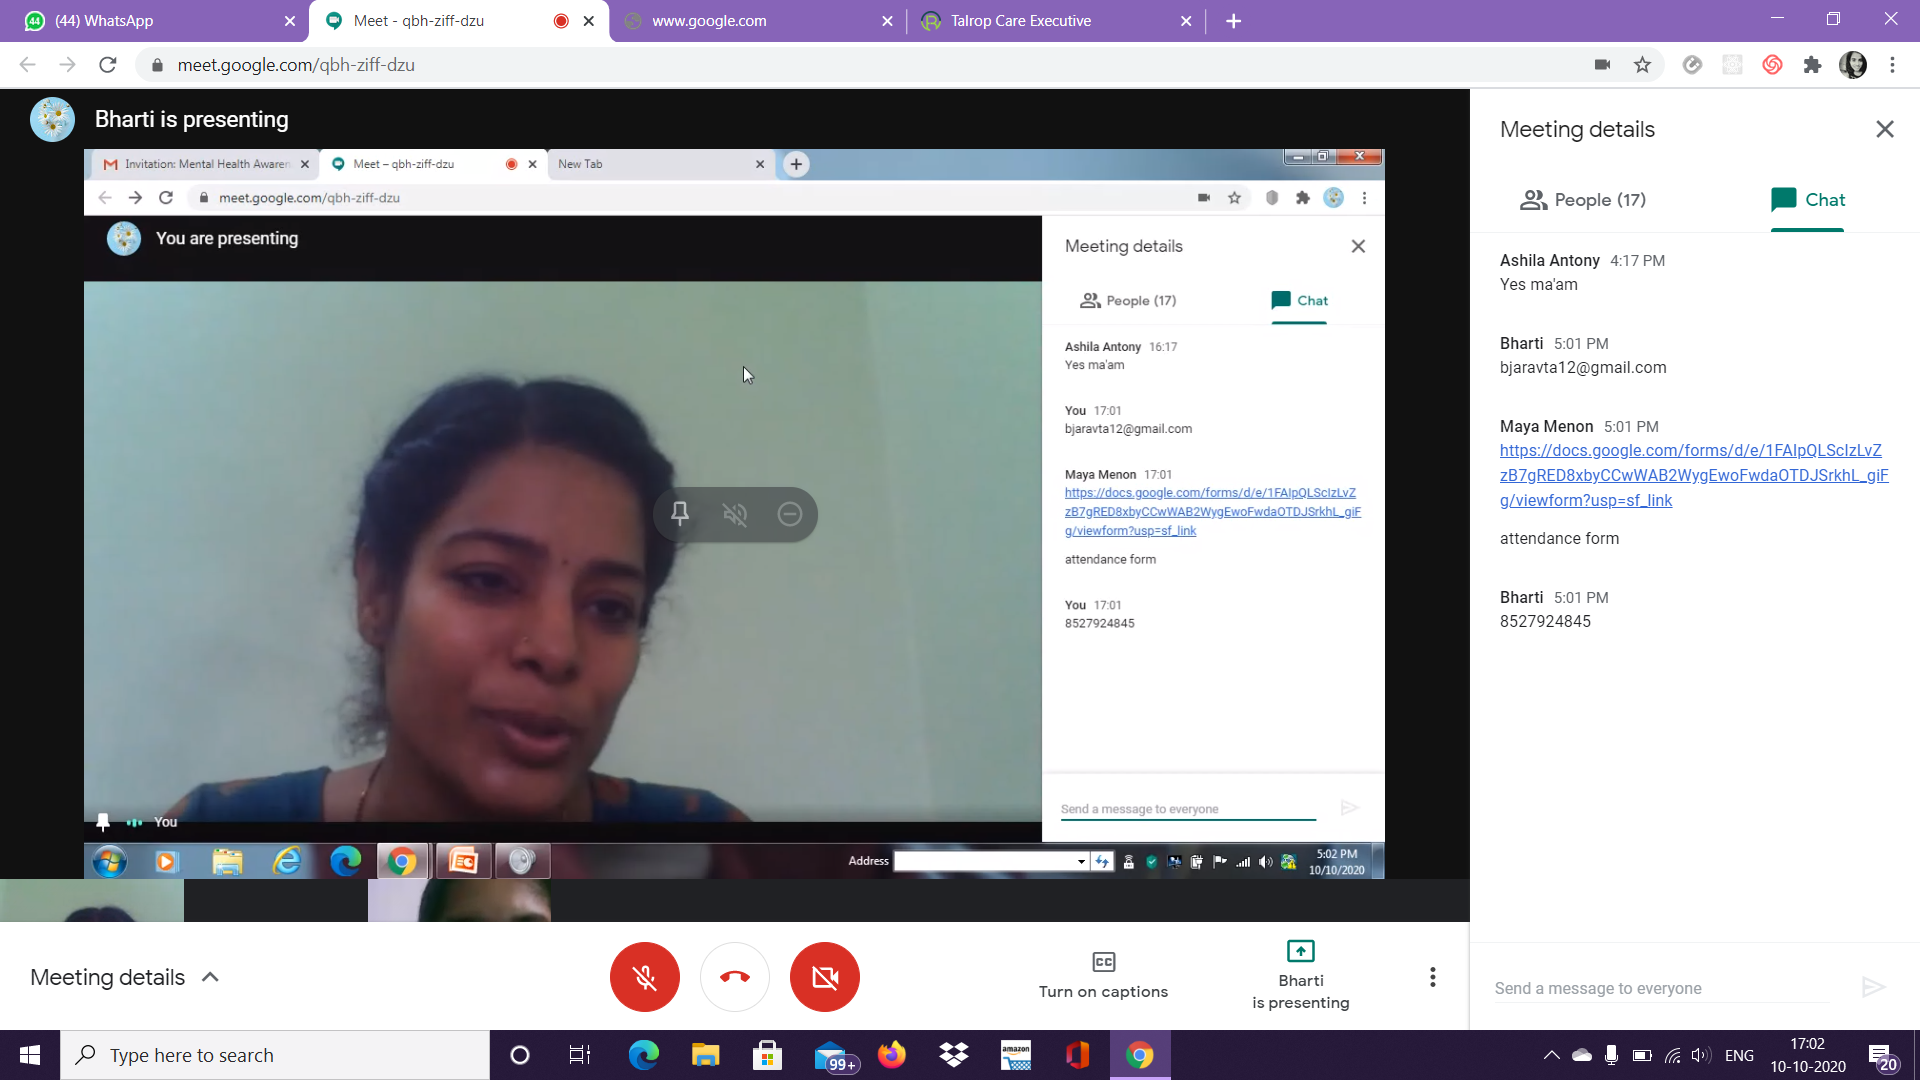 (44) WhatsApp
Meet - qbh-ziff-dzu
www.google.com
Talrop Care Executive
meet.google.com/qbh-ziff-dzu
Bharti is presenting
Invitation: Mental Health Awaren
Meet – qbh-ziff-dzu
New Tab
meet.google.com/qbh-ziff-dzu
You are presenting
Meeting details
People (17)
Chat
Ashila Antony 16:17
Yes ma'am
You 17:01
bjaravta12@gmail.com
Maya Menon 17:01
https://docs.google.com/forms/d/e/1FAIpQLScIzLvZ
zB7gRED8xbyCCwWAB2WygEwoFwdaOTDJSrkhL_giF
g/viewform?usp=sf_link
attendance form
You 17:01
8527924845
Send a message to everyone
You
Address
5:02 PM
10/10/2020
Meeting details
People (17)
Chat
Ashila Antony 4:17 PM
Yes ma'am
Bharti 5:01 PM
bjaravta12@gmail.com
Maya Menon 5:01 PM
https://docs.google.com/forms/d/e/1FAIpQLScIzLvZ
zB7gRED8xbyCCwWAB2WygEwoFwdaOTDJSrkhL_giF
g/viewform?usp=sf_link
attendance form
Bharti 5:01 PM
8527924845
Send a message to everyone
Meeting details
Turn on captions
Bharti
is presenting
Type here to search
99+
amazon
ENG
17:02
10-10-2020
20